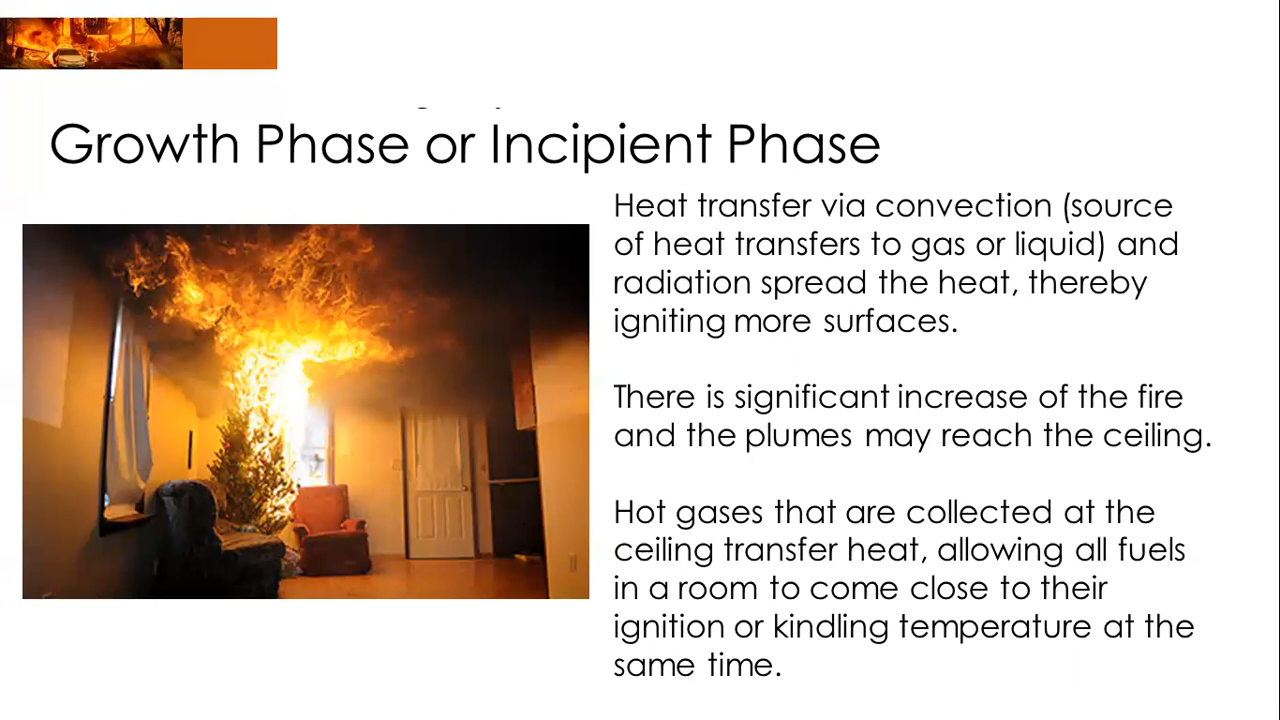 Growth Phase or Incipient Phase
Heat transfer via convection (source
of heat transfers to gas or liquid) and
radiation spread the heat, thereby
igniting more surfaces.
There is significant increase of the fire
and the plumes may reach the ceiling.
Hot gases that are collected at the
ceiling transfer heat, allowing all fuels
in a room to come close to their
ignition or kindling temperature at the
same time.